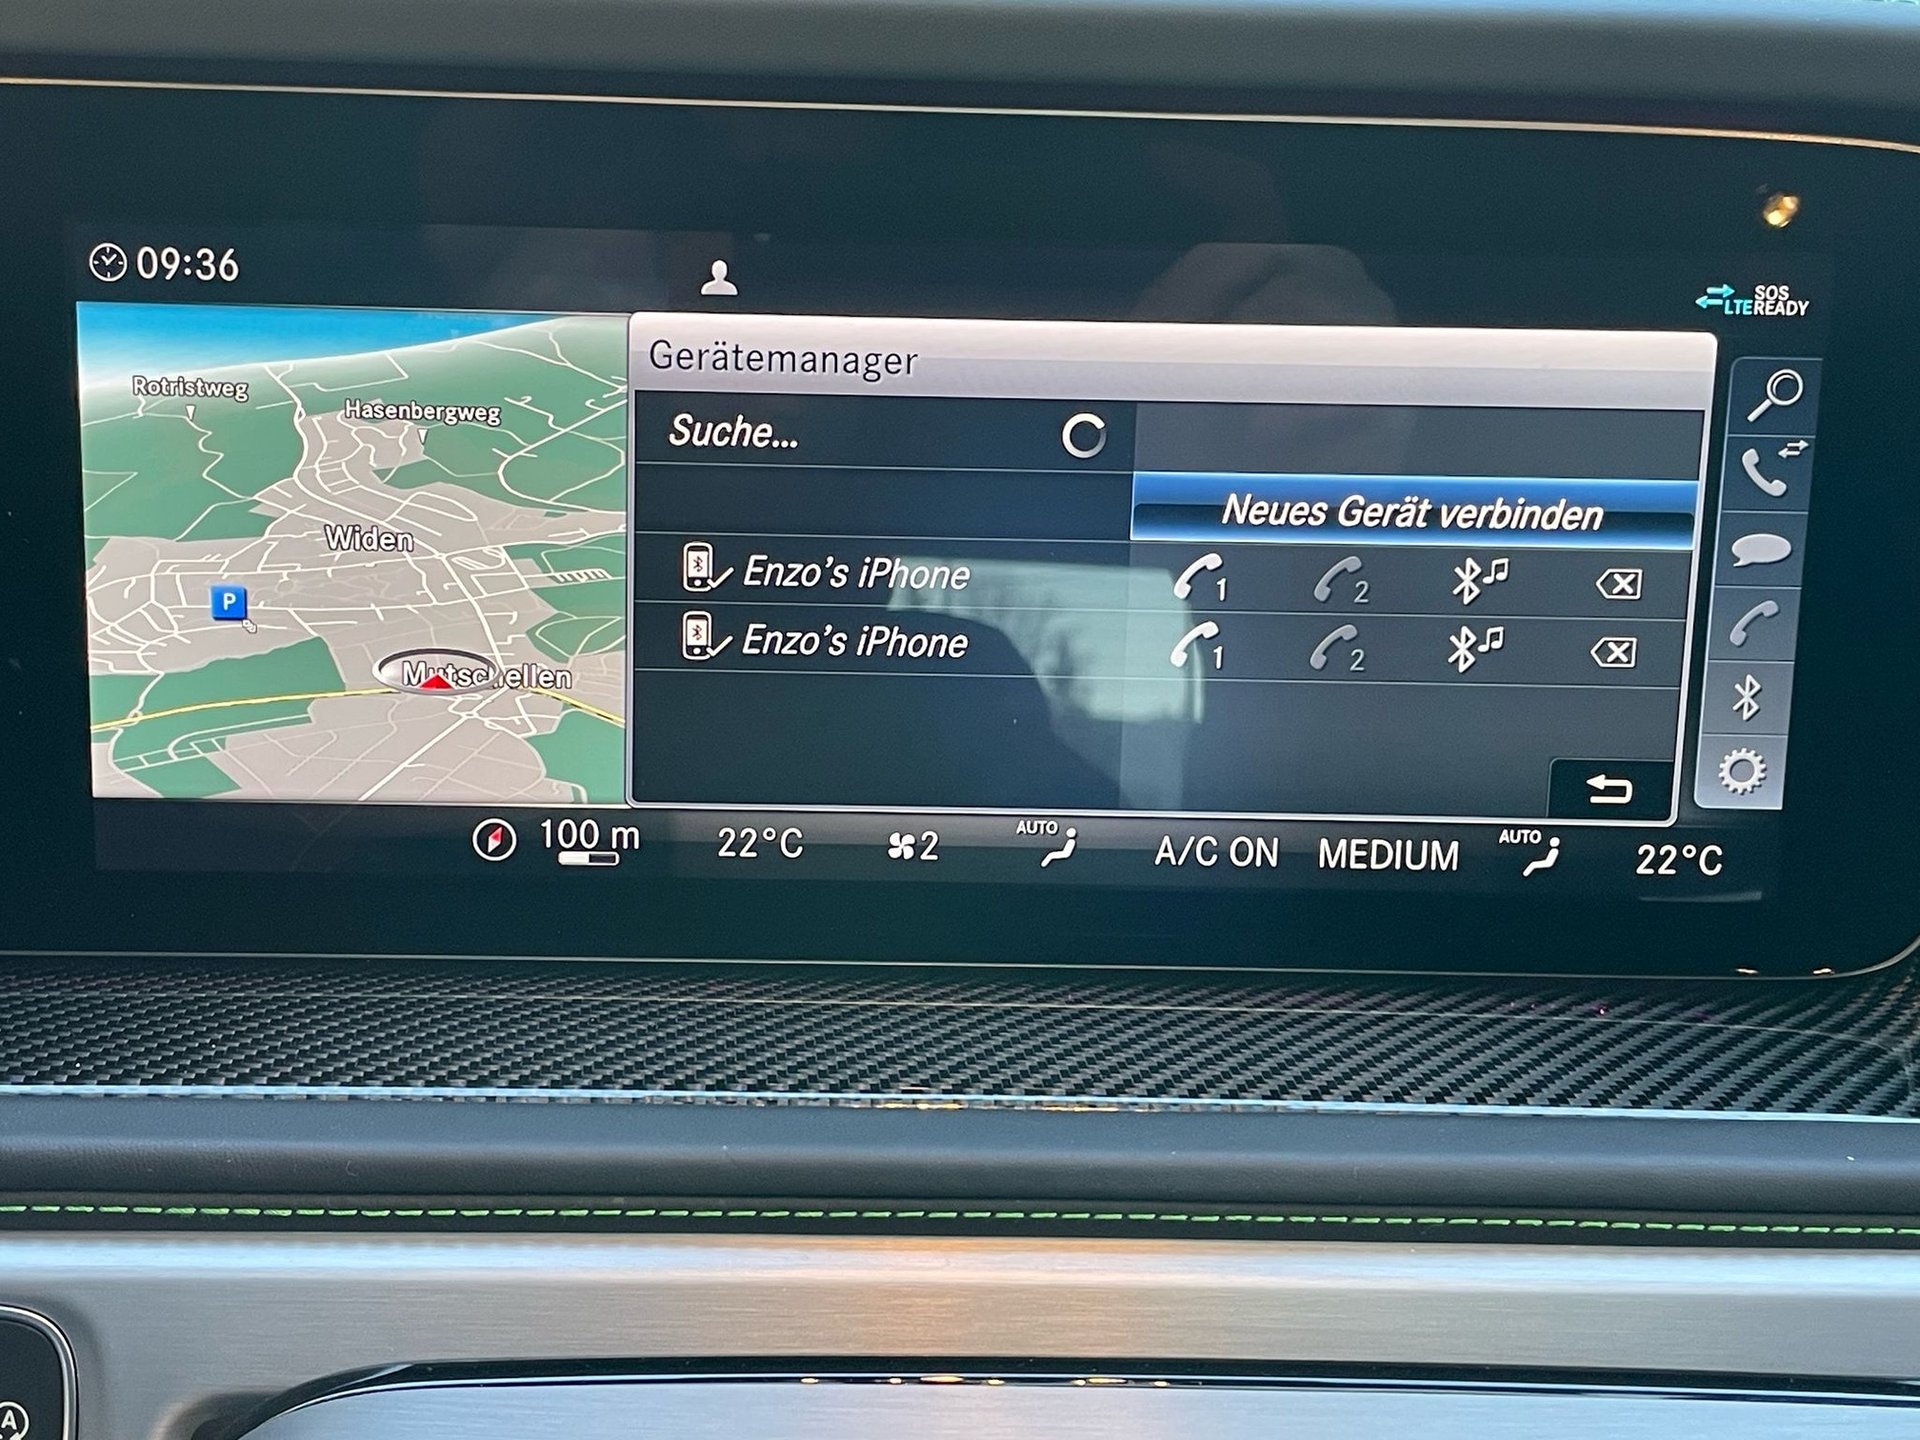 09:36
SOS
LTE READY
Rotristweg
Hasenbergweg
Widen
P
Mutschellen
Gerätemanager
Suche...
Neues Gerät verbinden
Enzo's iPhone 1 2
Enzo's iPhone 1 2
100 m 22°C 2 AUTO A/C ON MEDIUM AUTO 22°C
A